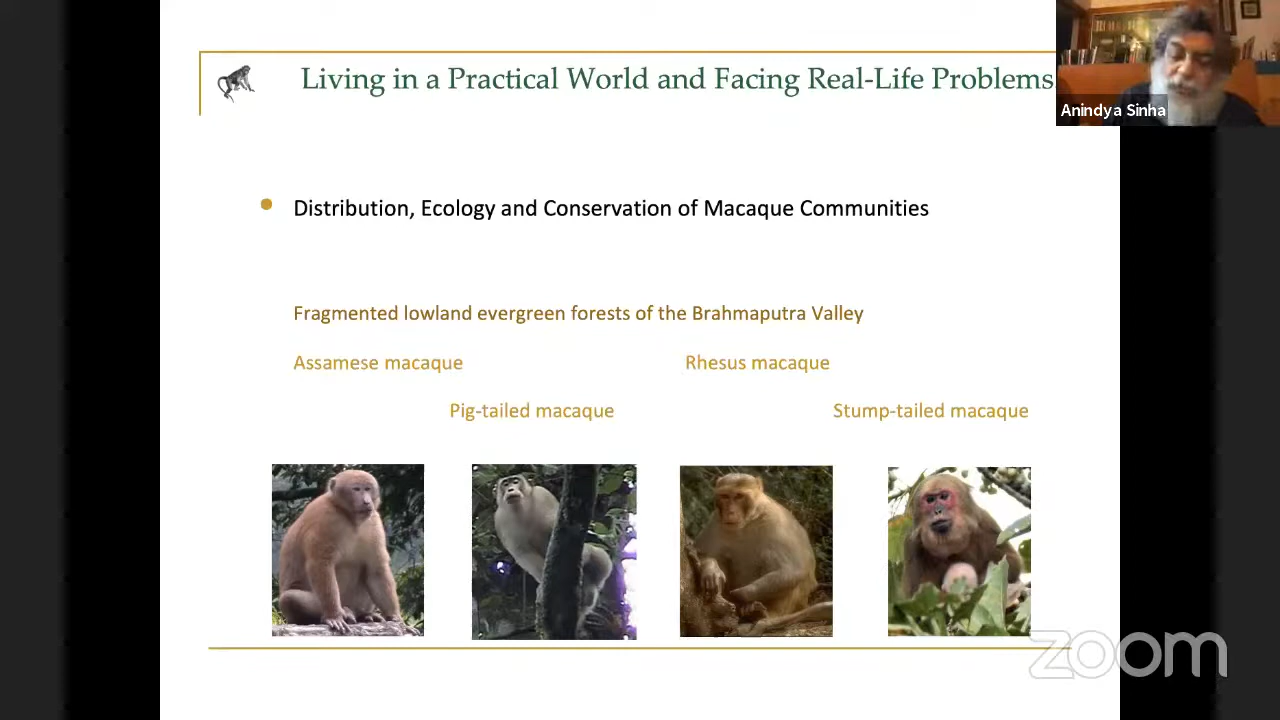 Living in a Practical World and Facing Real-Life Problems
Anindya Sinha
Distribution, Ecology and Conservation of Macaque Communities
Fragmented lowland evergreen forests of the Brahmaputra Valley
Assamese macaque
Rhesus macaque
Pig-tailed macaque
Stump-tailed macaque
zoom